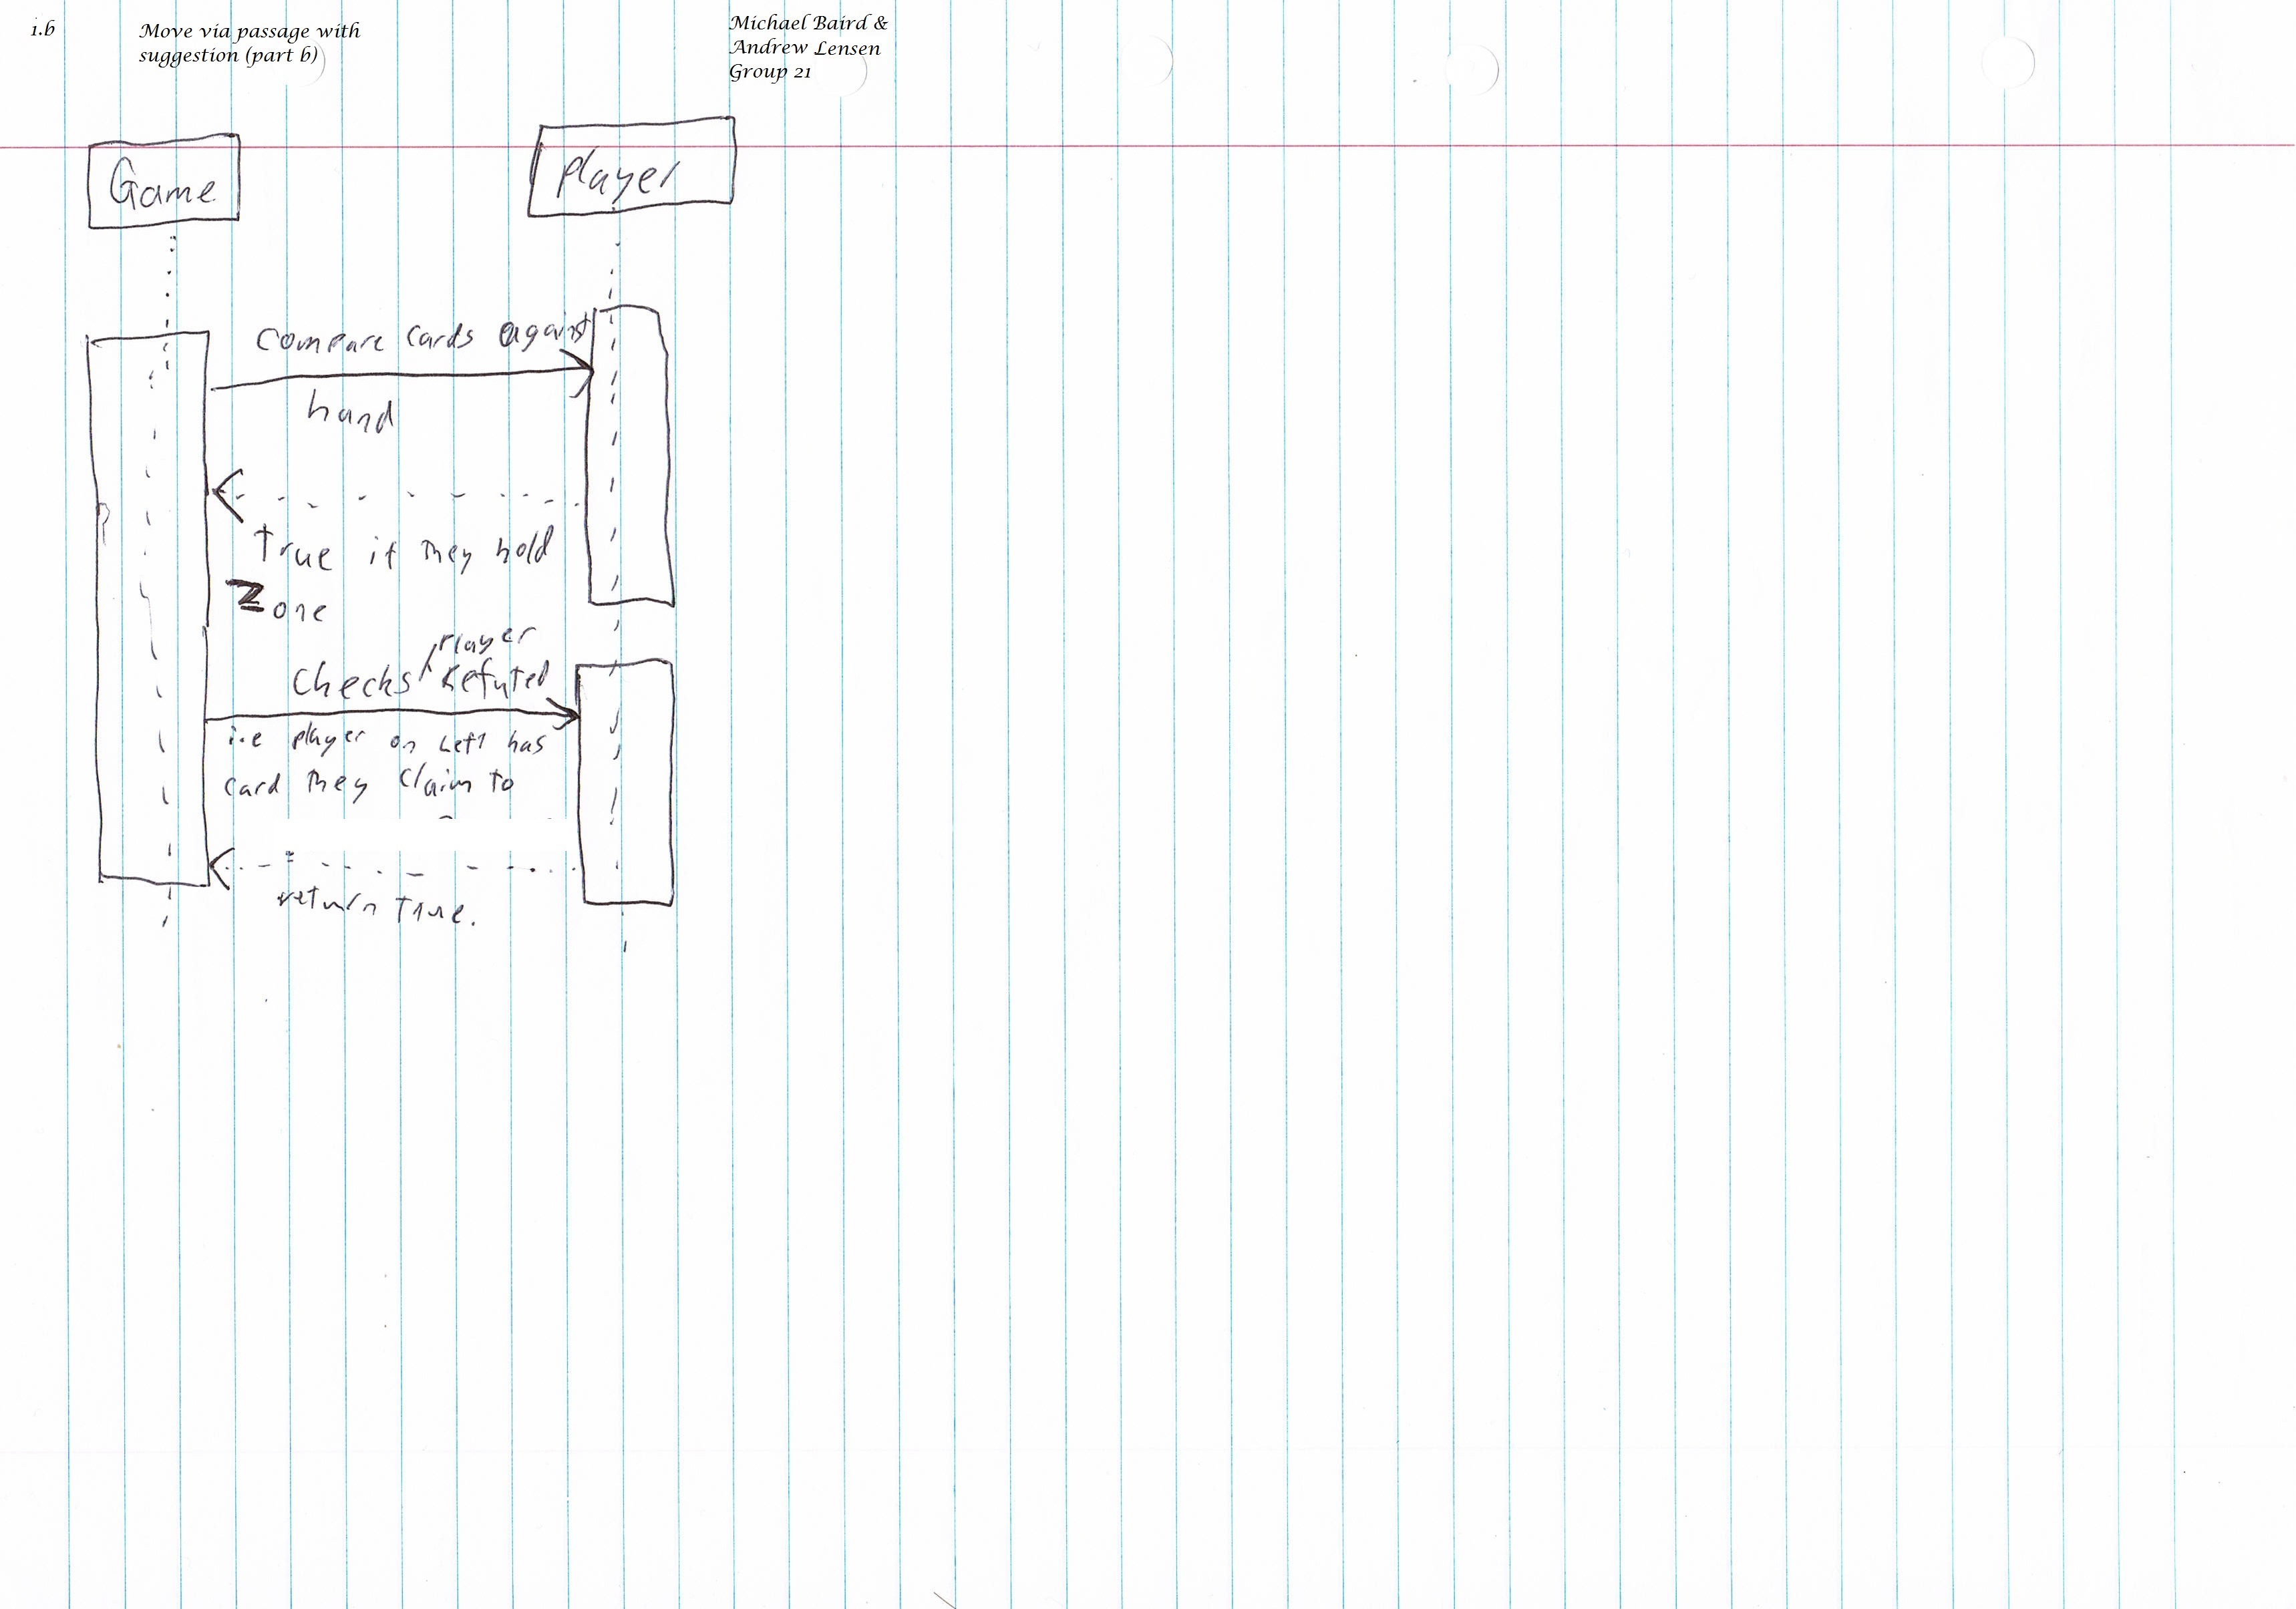 1.b
Move via passage with
suggestion (part b)
Michael Baird &
Andrew Lensen
Group 21
Game
Player
Compare cards against
hand
True if they hold
one
Player
Checks Refuted
i.e player on Left has
card they claim to
return true.